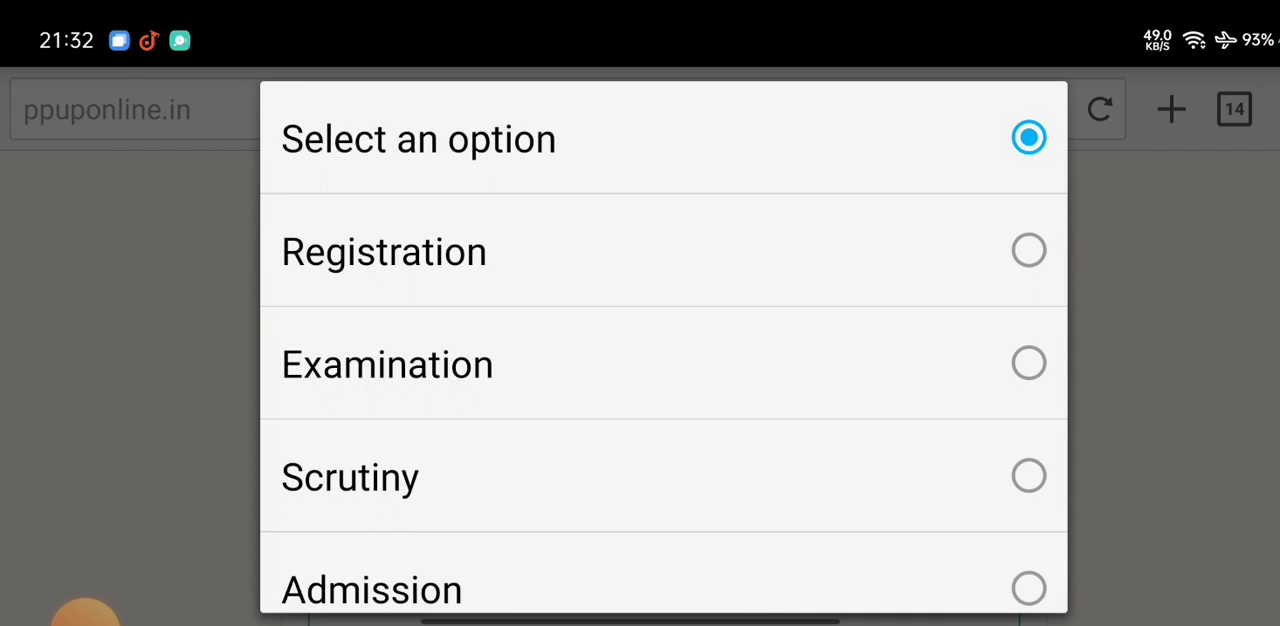 21:32
49.0
KB/S
93%
ppuponline.in
14
Select an option
Registration
Examination
Scrutiny
Admission